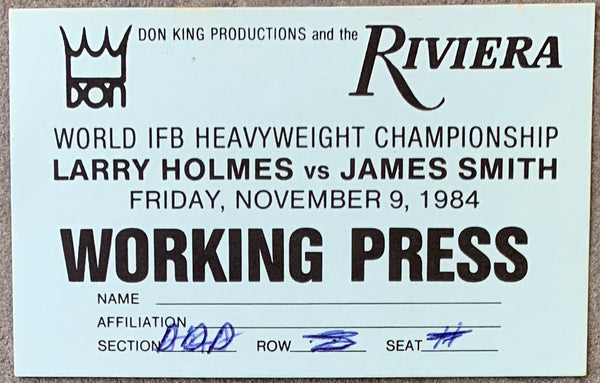 DON KING PRODUCTIONS and the RIVIERA
DON
WORLD IFB HEAVYWEIGHT CHAMPIONSHIP
LARRY HOLMES vs JAMES SMITH
FRIDAY, NOVEMBER 9, 1984
WORKING PRESS
NAME
AFFILIATION
SECTION DDD ROW SEAT